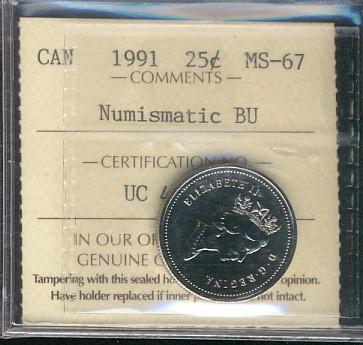 CAN 1991 25¢ MS-67
COMMENTS
Numismatic BU
CERTIFICATION NO.
UC
IN OUR
GENUINE
Tampering with this sealed opinion.
Have holder replaced if inner not intact.
ELIZABETH II
D·G·REGINA